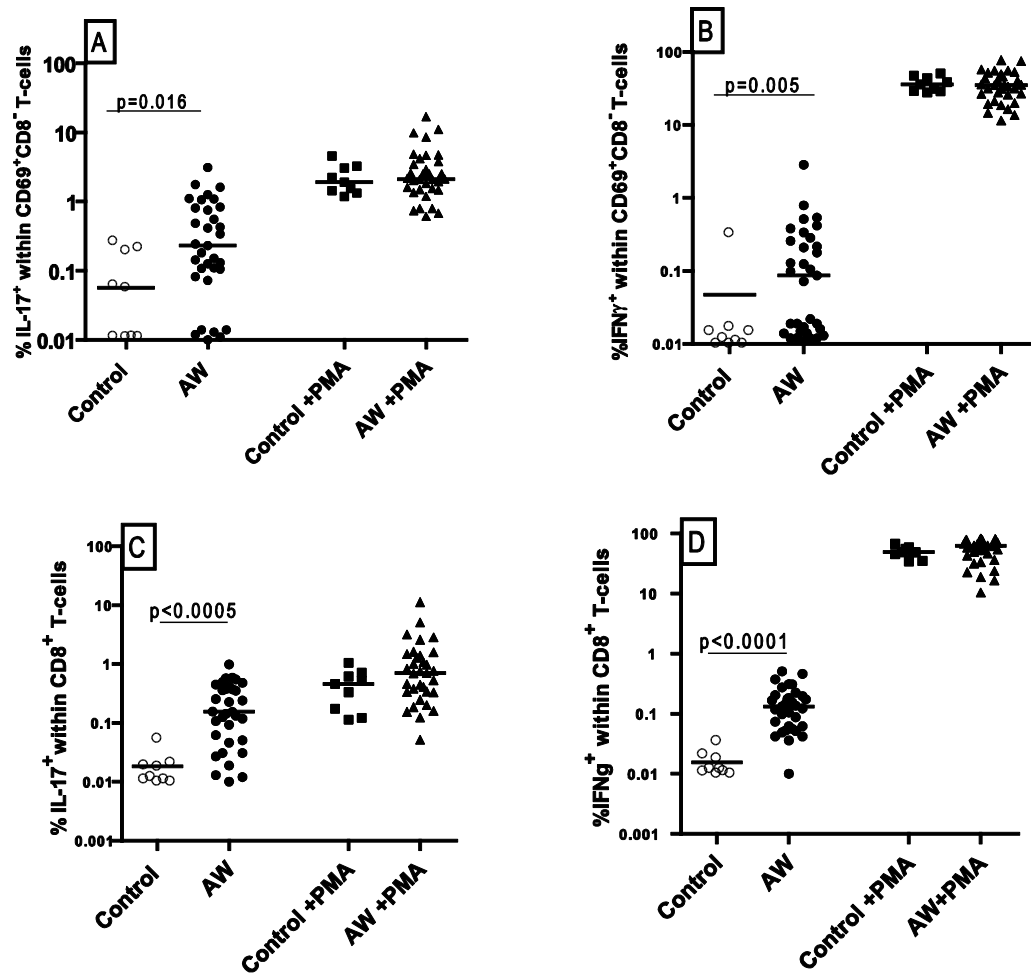 A
% IL-17⁺ within CD69⁺CD8⁻ T-cells
100
10
1
0.1
0.01
p=0.016
Control
AW
Control +PMA
AW +PMA
B
%IFNγ⁺ within CD69⁺CD8⁻ T-cells
100
10
1
0.1
0.01
p=0.005
Control
AW
Control +PMA
AW +PMA
C
% IL-17⁺ within CD8⁺ T-cells
100
10
1
0.1
0.01
0.001
p<0.0005
Control
AW
Control +PMA
AW +PMA
D
%IFNg⁺ within CD8⁺ T-cells
100
10
1
0.1
0.01
0.001
p<0.0001
Control
AW
Control +PMA
AW+PMA